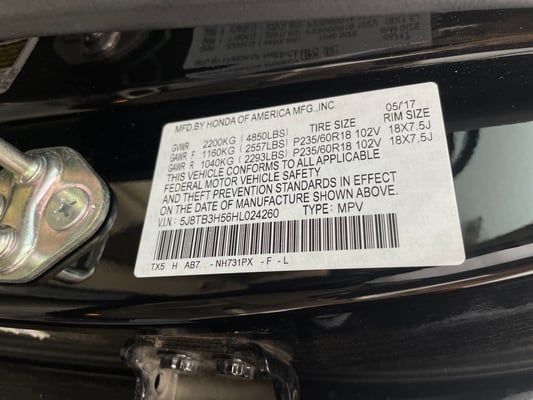 MFD.BY HONDA OF AMERICA MFG.,INC. 05/'17
GVWR 2200KG (4850LBS) TIRE SIZE RIM SIZE
GAWR F 1160KG (2557LBS) P235/60R18 102V 18X7.5J
GAWR R 1040KG (2293LBS) P235/60R18 102V 18X7.5J
THIS VEHICLE CONFORMS TO ALL APPLICABLE
FEDERAL MOTOR VEHICLE SAFETY
AND THEFT PREVENTION STANDARDS IN EFFECT
ON THE DATE OF MANUFACTURE SHOWN ABOVE.
V.I.N.: 5J8TB3H56HL024260 TYPE: MPV
TX5 H AB7 -NH731PX -F-L